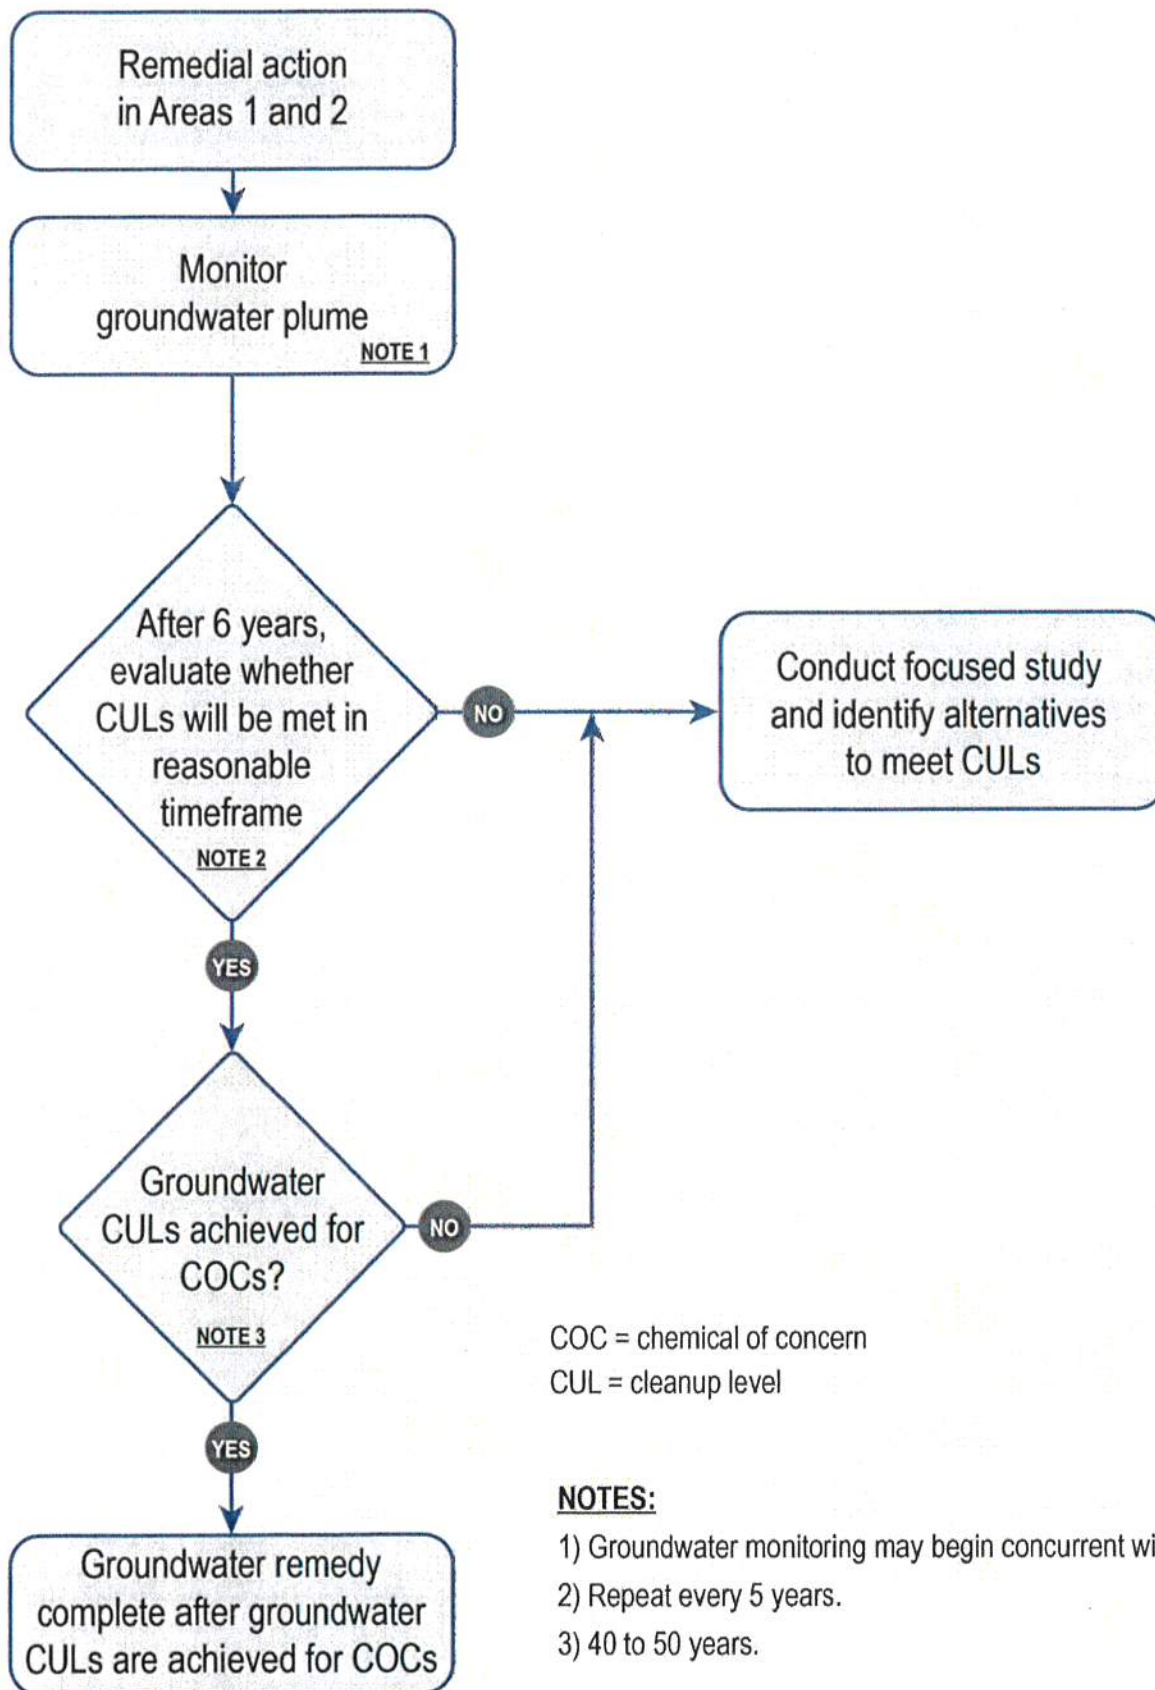 Remedial action
in Areas 1 and 2
Monitor
groundwater plume
NOTE 1
After 6 years,
evaluate whether
CULs will be met in
reasonable
timeframe
NOTE 2
NO
Conduct focused study
and identify alternatives
to meet CULs
YES
Groundwater
CULs achieved for
COCs?
NOTE 3
NO
COC = chemical of concern
CUL = cleanup level
YES
Groundwater remedy
complete after groundwater
CULs are achieved for COCs
NOTES:
1) Groundwater monitoring may begin concurrent wi
2) Repeat every 5 years.
3) 40 to 50 years.